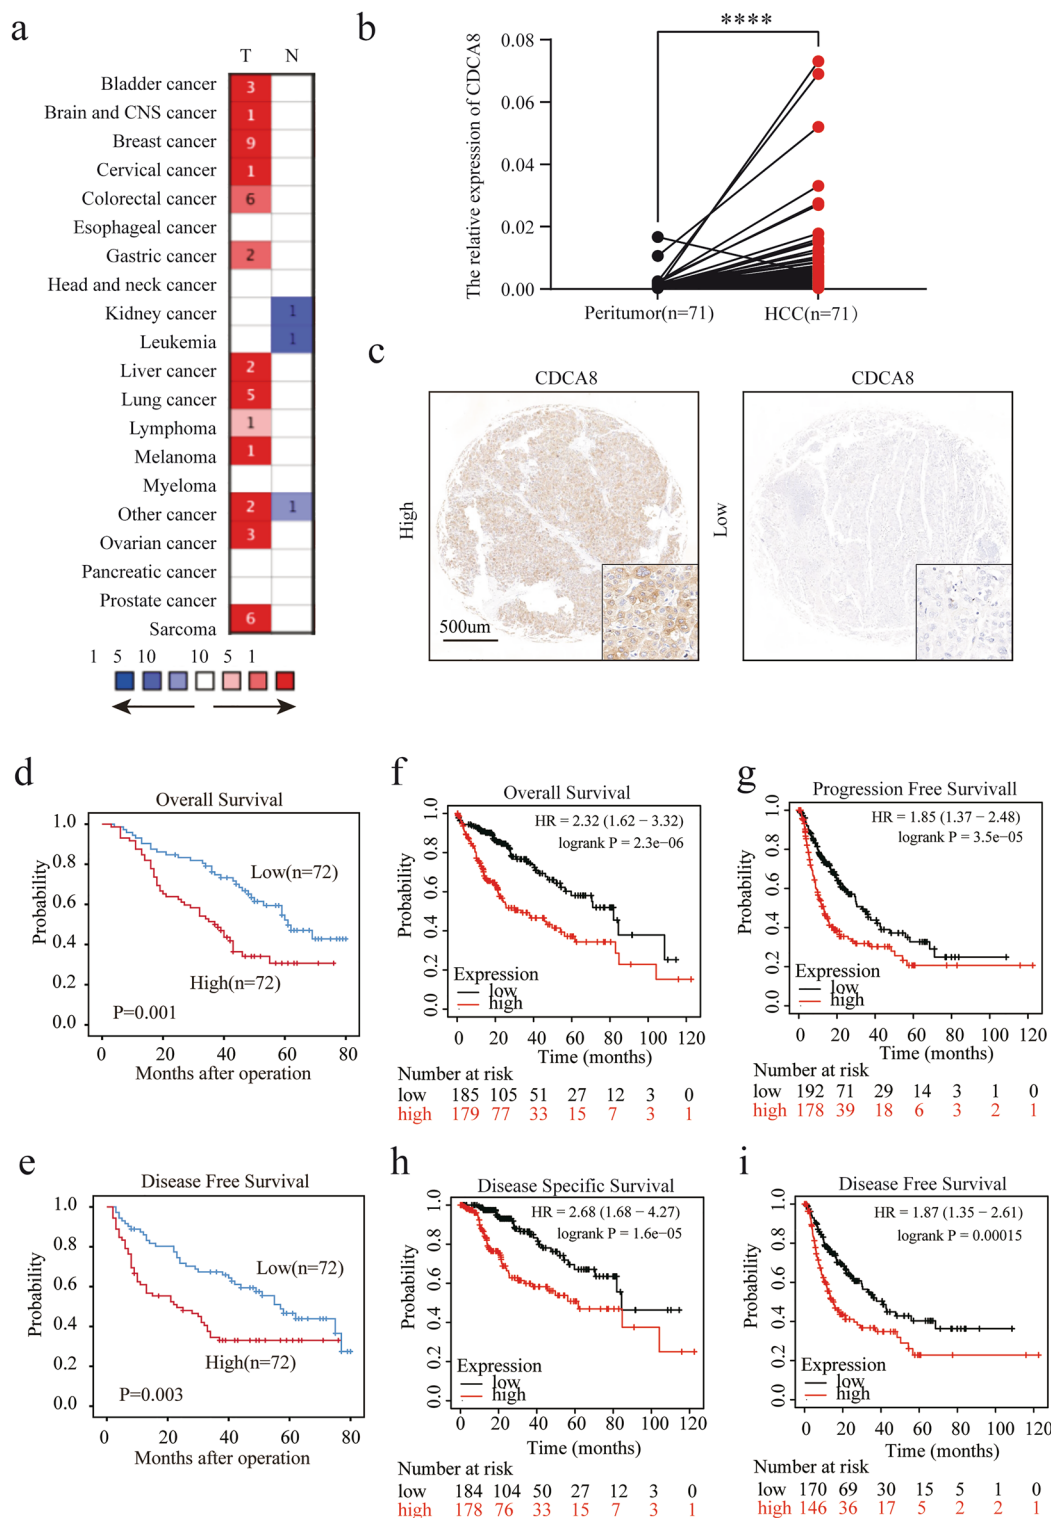 a
T N
Bladder cancer 3
Brain and CNS cancer 1
Breast cancer 9
Cervical cancer 1
Colorectal cancer 6
Esophageal cancer
Gastric cancer 2
Head and neck cancer
Kidney cancer 1
Leukemia 1
Liver cancer 2
Lung cancer 5
Lymphoma 1
Melanoma 1
Myeloma
Other cancer 2 1
Ovarian cancer 3
Pancreatic cancer
Prostate cancer
Sarcoma 6
1 5 10 10 5 1
b
****
The relative expression of CDCA8
0.08
0.06
0.04
0.02
0.00
Peritumor(n=71) HCC(n=71)
c
CDCA8 CDCA8
High
Low
500um
d
Overall Survival
Probability
1.0
0.8
0.6
0.4
0.2
0.0
Low(n=72)
High(n=72)
P=0.001
0 20 40 60 80
Months after operation
f
Overall Survival
HR = 2.32 (1.62 − 3.32)
logrank P = 2.3e−06
Probability
1.0
0.8
0.6
0.4
0.2
0.0
Expression
low
high
0 20 40 60 80 100 120
Time (months)
Number at risk
low 185 105 51 27 12 3 0
high 179 77 33 15 7 3 1
g
Progression Free Survivall
HR = 1.85 (1.37 − 2.48)
logrank P = 3.5e−05
Probability
1.0
0.8
0.6
0.4
0.2
0.0
Expression
low
high
0 20 40 60 80 100 120
Time (months)
Number at risk
low 192 71 29 14 3 1 0
high 178 39 18 6 3 2 1
e
Disease Free Survival
Probability
1.0
0.8
0.6
0.4
0.2
0.0
Low(n=72)
High(n=72)
P=0.003
0 20 40 60 80
Months after operation
h
Disease Specific Survival
HR = 2.68 (1.68 − 4.27)
logrank P = 1.6e−05
Probability
1.0
0.8
0.6
0.4
0.2
0.0
Expression
low
high
0 20 40 60 80 100 120
Time (months)
Number at risk
low 184 104 50 27 12 3 0
high 178 76 33 15 7 3 1
i
Disease Free Survival
HR = 1.87 (1.35 − 2.61)
logrank P = 0.00015
Probability
1.0
0.8
0.6
0.4
0.2
0.0
Expression
low
high
0 20 40 60 80 100 120
Time (months)
Number at risk
low 170 69 30 15 5 1 0
high 146 36 17 5 2 2 1